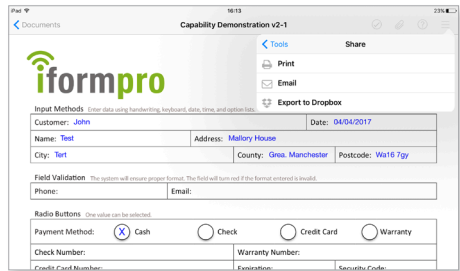 iPad 16:13 23%
Documents Capability Demonstration v2-1
Tools Share
Print
Email
Export to Dropbox
iformpro
Input Methods Enter data using handwriting, keyboard, date, time, and option lists.
Customer: John Date: 04/04/2017
Name: Test Address: Mallory House
City: Tert County: Grea. Manchester Postcode: Wa16 7gy
Field Validation The system will ensure proper format. The field will turn red if the format entered is invalid.
Phone: Email:
Radio Buttons One value can be selected.
Payment Method: X Cash Check Credit Card Warranty
Check Number: Warranty Number:
Credit Card Number: Expiration: Security Code: